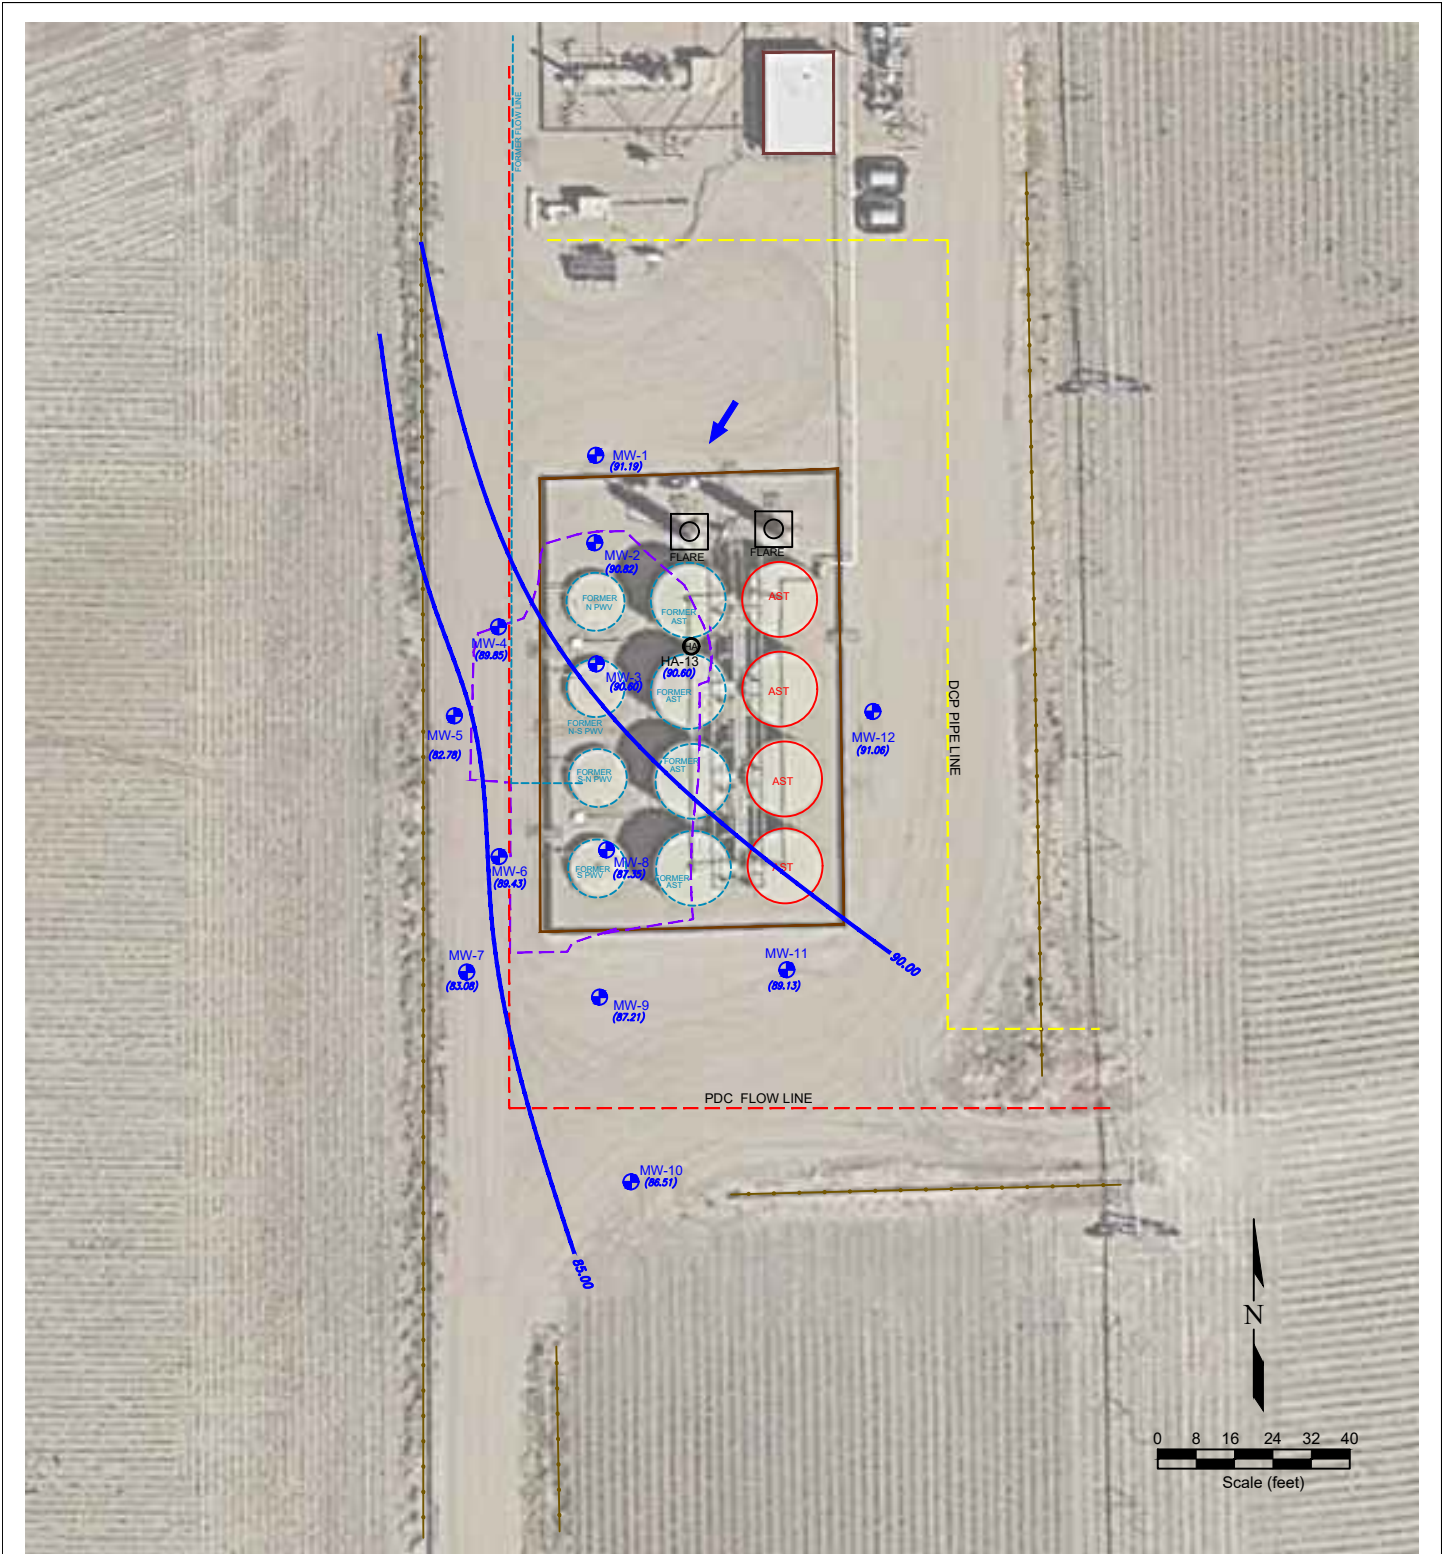 FORMER FLOW LINE
MW-1
(91.19)
FLARE
FLARE
MW-2
(90.82)
FORMER
N PWV
FORMER
AST
AST
MW-4
(89.85)
HA
HA-13
(90.60)
MW-3
(90.60)
FORMER
AST
AST
FORMER
N-S PWV
MW-5
(82.78)
MW-12
(91.06)
DCP PIPE LINE
FORMER
S-N PWV
FORMER
AST
AST
MW-6
(89.43)
MW-8
(87.35)
FORMER
S PWV
FORMER
AST
AST
MW-7
(83.08)
MW-11
(89.13)
90.00
MW-9
(87.21)
PDC FLOW LINE
MW-10
(86.51)
85.00
N
0 8 16 24 32 40
Scale (feet)